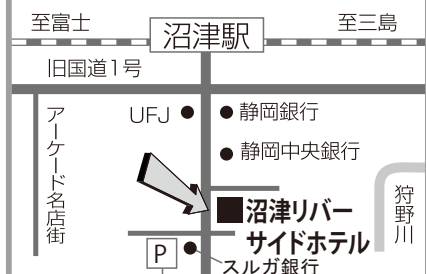 至富士
沼津駅
至三島
旧国道1号
UFJ
静岡銀行
静岡中央銀行
アーケード名店街
沼津リバー
サイドホテル
狩野川
P
スルガ銀行